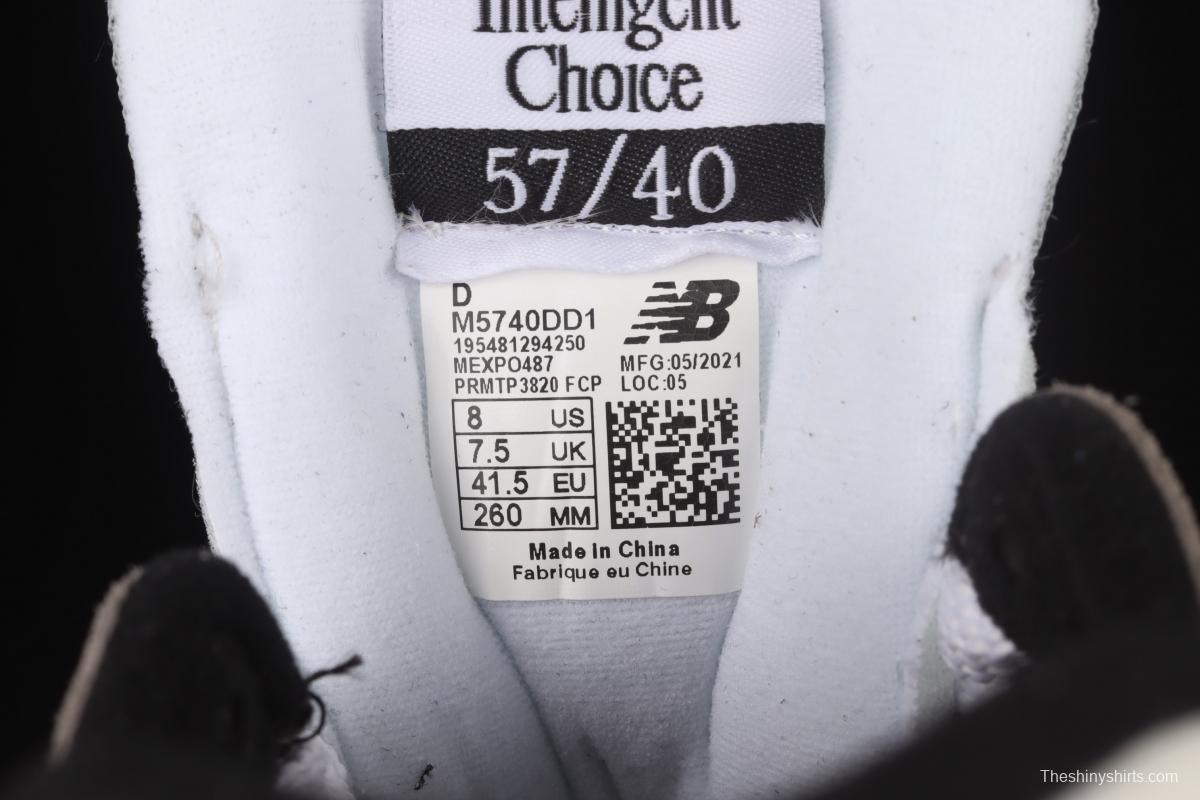 Intelligent
Choice
57/40
D
M5740DD1
195481294250
MEXPO487
PRMTP3820 FCP
NB
MFG:05/2021
LOC:05
8 US
7.5 UK
41.5 EU
260 MM
Made in China
Fabrique eu Chine
Theshinyshirts.com